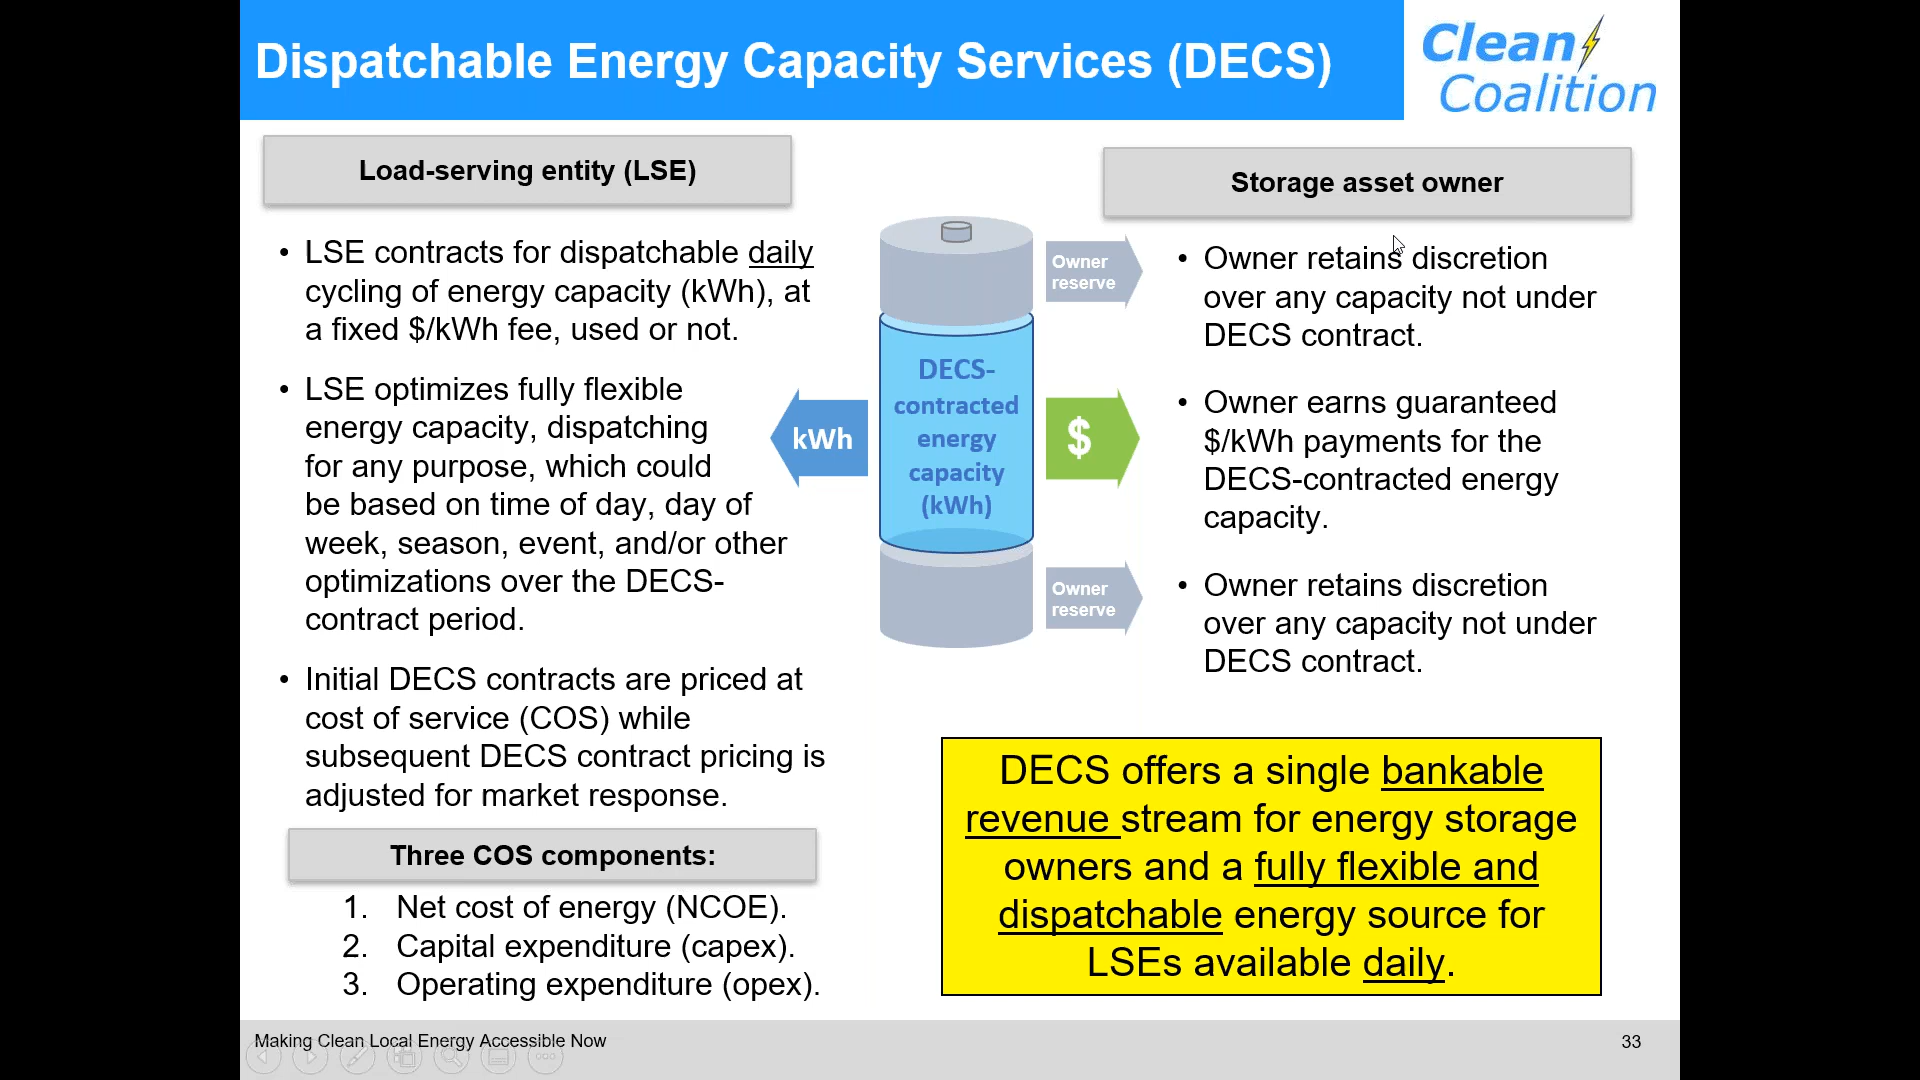 Dispatchable Energy Capacity Services (DECS)
Clean
Coalition
Load-serving entity (LSE)
• LSE contracts for dispatchable daily
cycling of energy capacity (kWh), at
a fixed $/kWh fee, used or not.
• LSE optimizes fully flexible
energy capacity, dispatching
for any purpose, which could
be based on time of day, day of
week, season, event, and/or other
optimizations over the DECS-
contract period.
• Initial DECS contracts are priced at
cost of service (COS) while
subsequent DECS contract pricing is
adjusted for market response.
Three COS components:
1. Net cost of energy (NCOE).
2. Capital expenditure (capex).
3. Operating expenditure (opex).
kWh
DECS-
contracted
energy
capacity
(kWh)
Owner
reserve
$
Owner
reserve
Storage asset owner
• Owner retains discretion
over any capacity not under
DECS contract.
• Owner earns guaranteed
$/kWh payments for the
DECS-contracted energy
capacity.
• Owner retains discretion
over any capacity not under
DECS contract.
DECS offers a single bankable
revenue stream for energy storage
owners and a fully flexible and
dispatchable energy source for
LSEs available daily.
Making Clean Local Energy Accessible Now
33